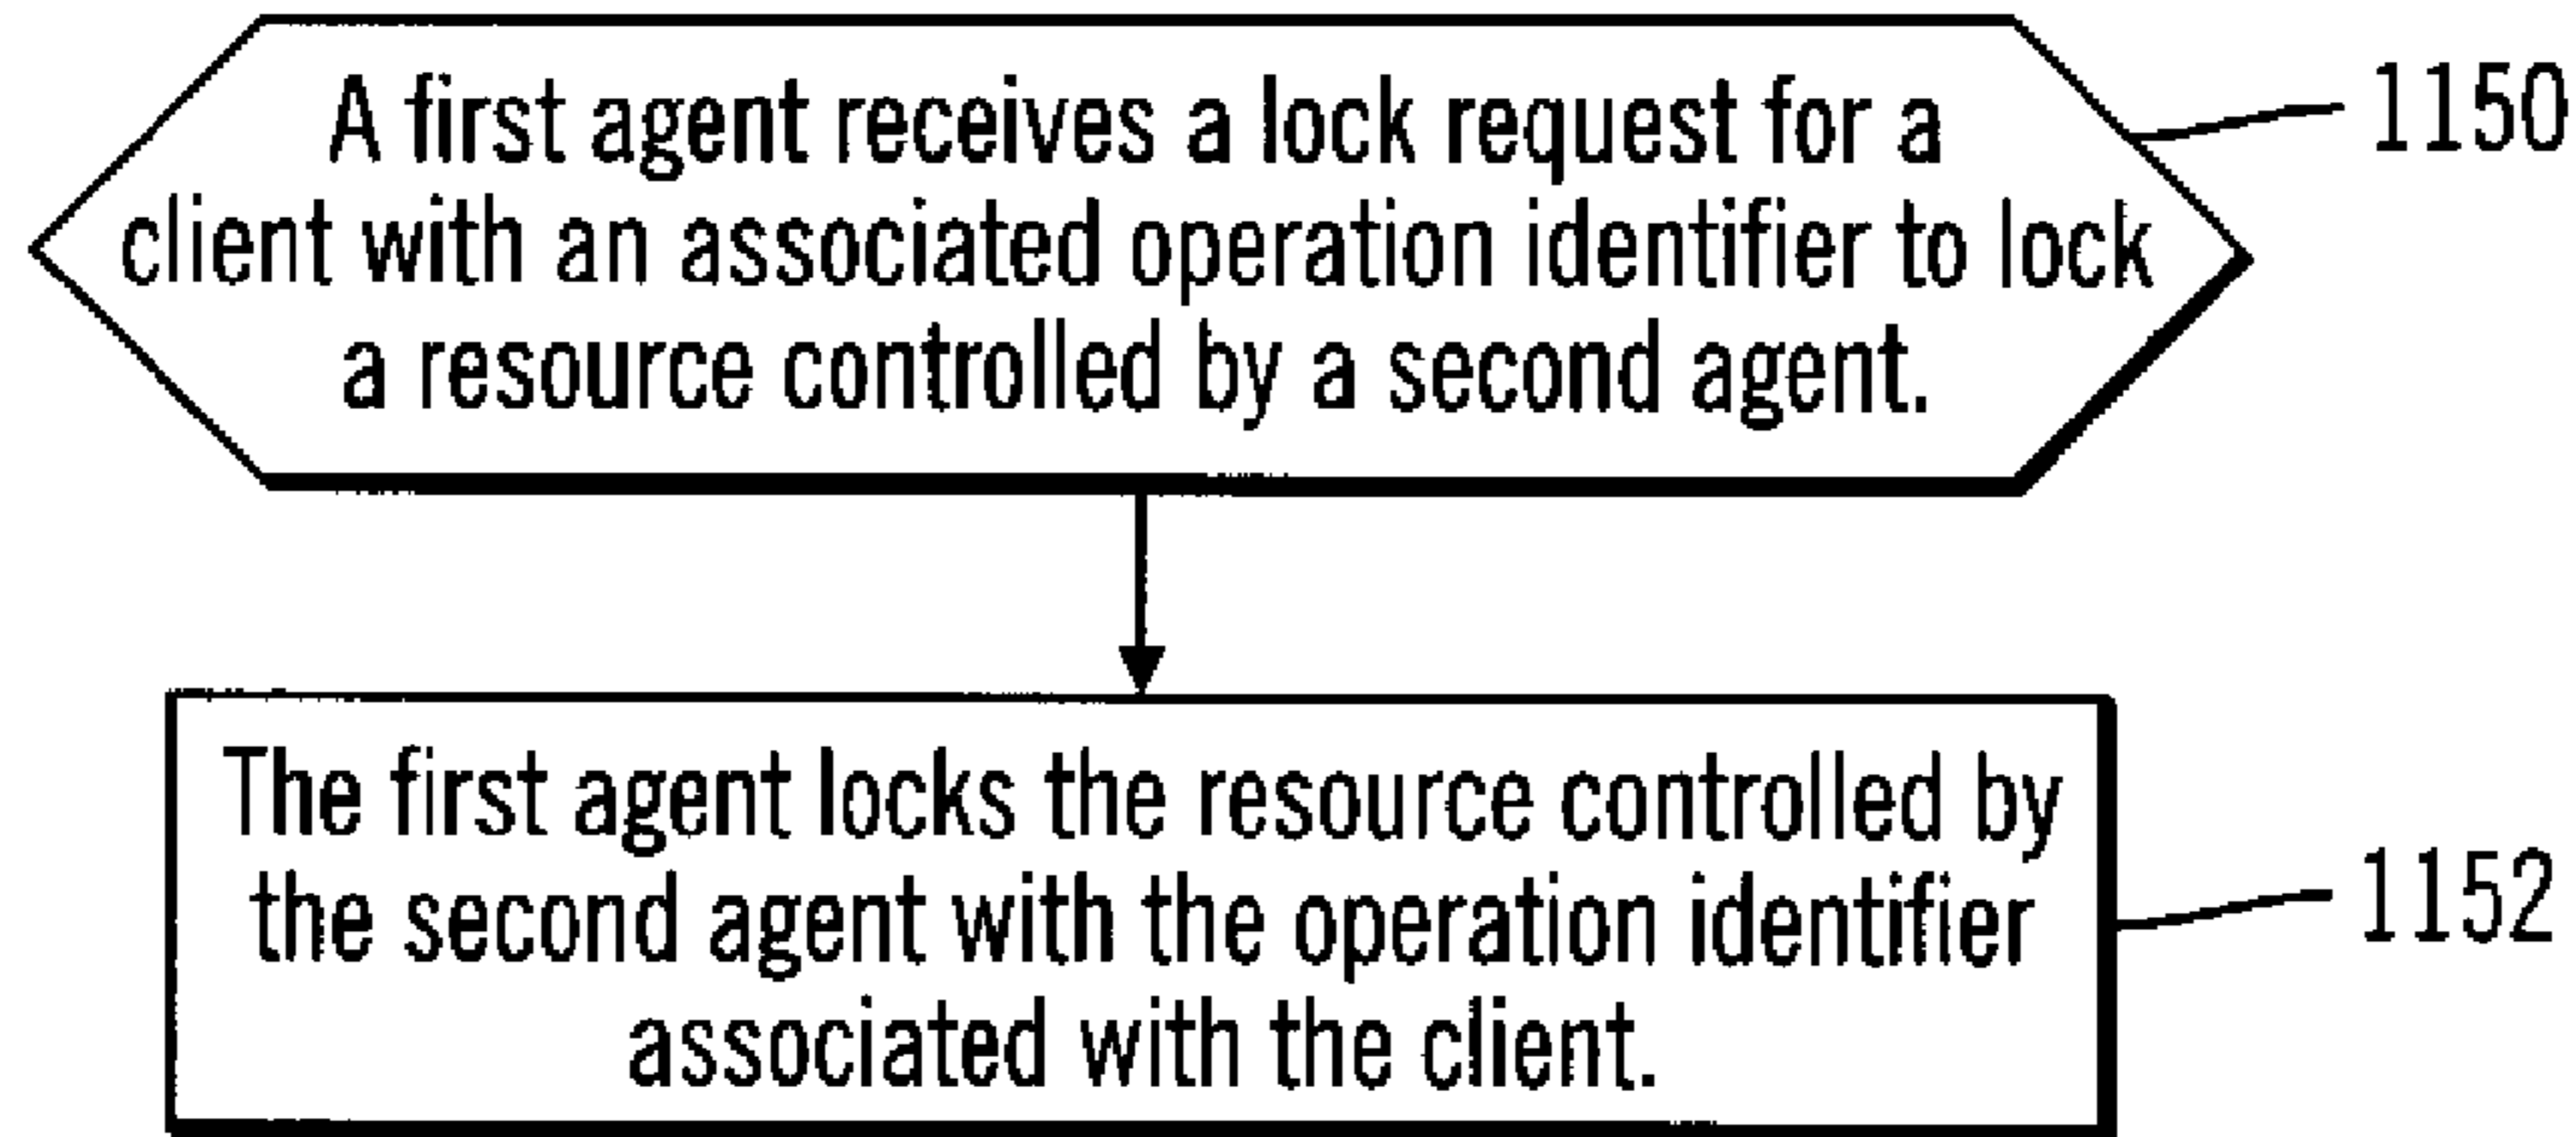 A first agent receives a lock request for a
client with an associated operation identifier to lock
a resource controlled by a second agent.
1150
The first agent locks the resource controlled by
the second agent with the operation identifier
associated with the client.
1152